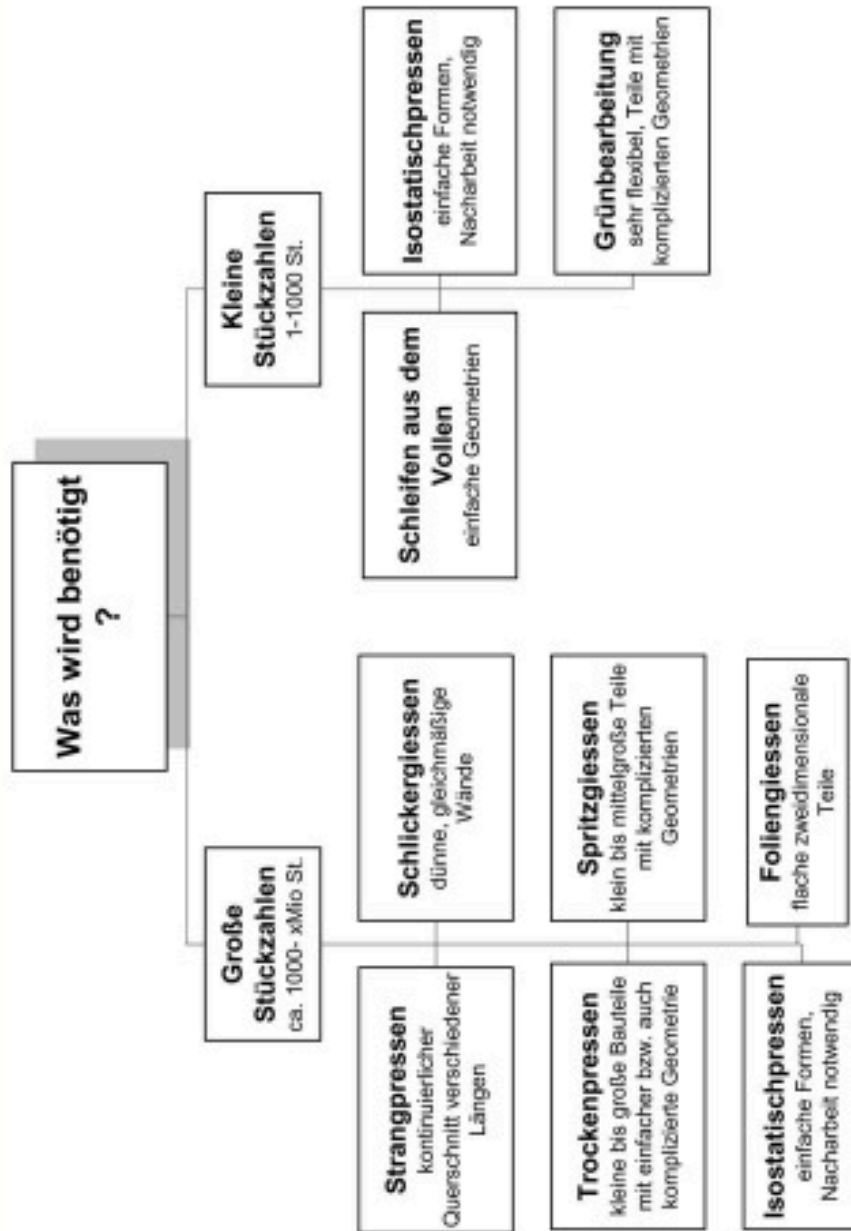 Was wird benötigt
?
Große
Stückzahlen
ca. 1000- xMio St.
Kleine
Stückzahlen
1-1000 St.
Strangpressen
kontinuierlicher
Querschnitt verschiedener
Längen
Schlickergiessen
dünne, gleichmäßige
Wände
Schleifen aus dem
Vollen
einfache Geometrien
Isostatischpressen
einfache Formen,
Nacharbeit notwendig
Trockenpressen
kleine bis große Bauteile
mit einfacher bzw. auch
komplizierte Geometrie
Spritzgiessen
klein bis mittelgroße Teile
mit komplizierten
Geometrien
Grünbearbeitung
sehr flexibel, Teile mit
komplizierten Geometrien
Isostatischpressen
einfache Formen,
Nacharbeit notwendig
Foliengiessen
flache zweidimensionale
Teile